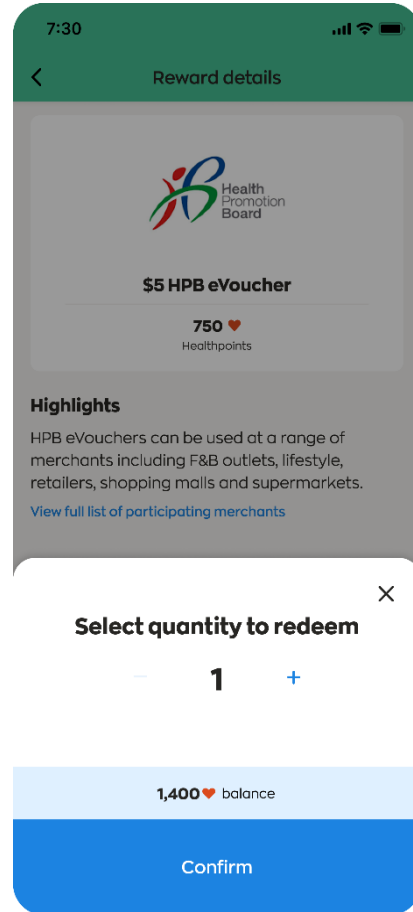 7:30
Reward details
Health
Promotion
Board
$5 HPB eVoucher
750
Healthpoints
Highlights
HPB eVouchers can be used at a range of
merchants including F&B outlets, lifestyle,
retailers, shopping malls and supermarkets.
View full list of participating merchants
Select quantity to redeem
1
1,400 balance
Confirm